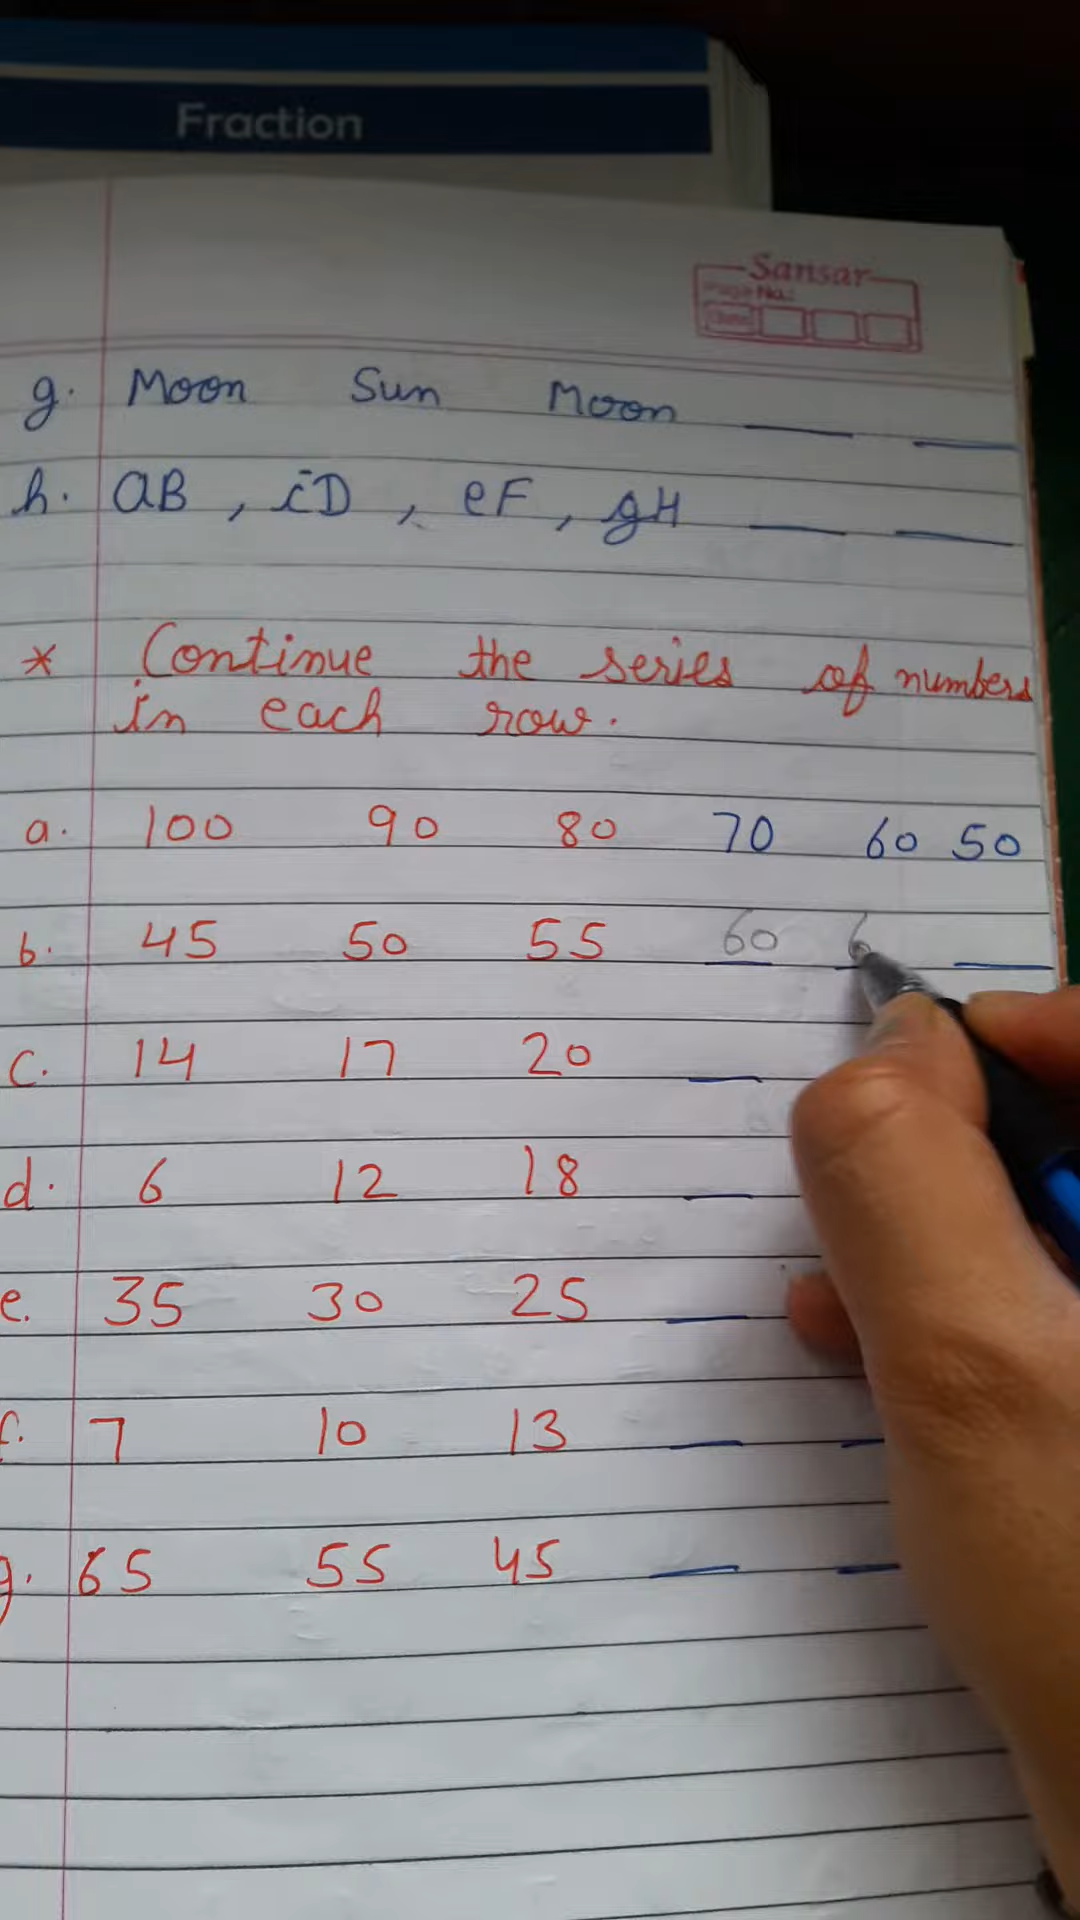 Fraction
Sansar
Page No.:
Date
g. Moon Sun Moon
h. aB , cD , eF , gH
* Continue the series of numbers
in each row.
a. 100 90 80 70 60 50
b. 45 50 55 60 6
c. 14 17 20
d. 6 12 18
e. 35 30 25
f. 7 10 13
g. 65 55 45